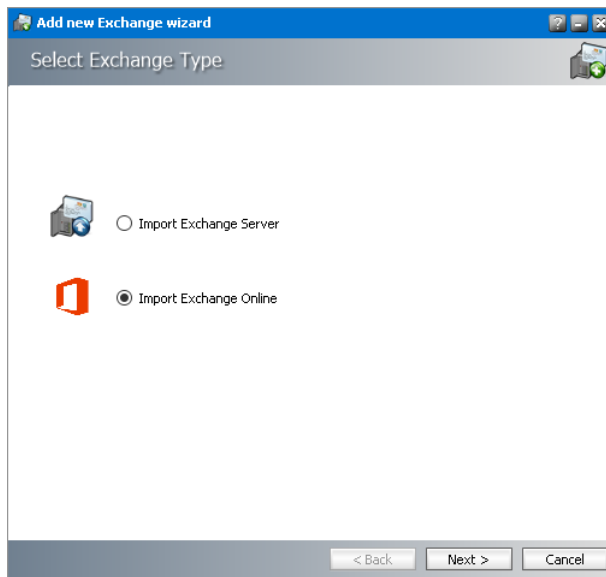 Add new Exchange wizard
Select Exchange Type
Import Exchange Server
Import Exchange Online
< Back Next > Cancel